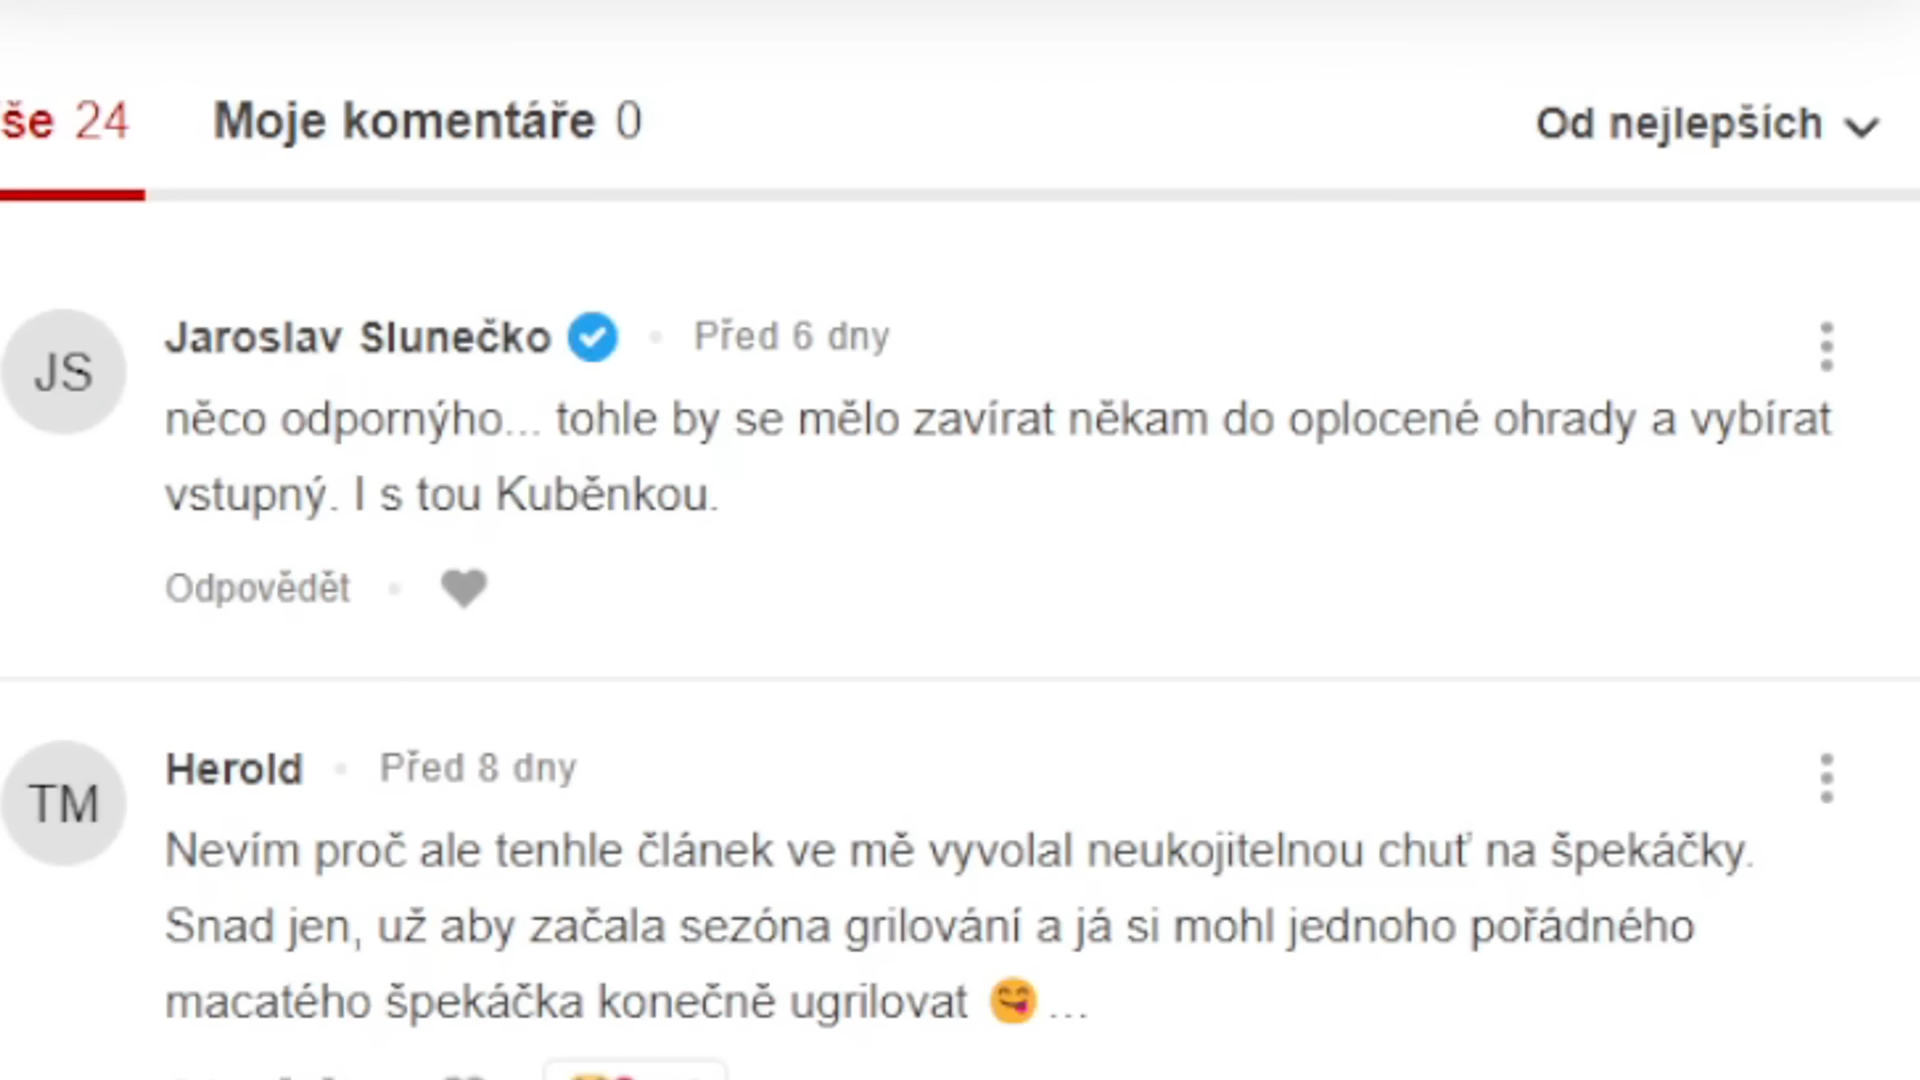 še 24
Moje komentáře 0
Od nejlepších
JS
Jaroslav Slunečko
Před 6 dny
něco odpornýho... tohle by se mělo zavírat někam do oplocené ohrady a vybírat
vstupný. I s tou Kuběnkou.
Odpovědět
TM
Herold
Před 8 dny
Nevím proč ale tenhle článek ve mě vyvolal neukojitelnou chuť na špekáčky.
Snad jen, už aby začala sezóna grilování a já si mohl jednoho pořádného
macatého špekáčka konečně ugrilovat 😋 ...